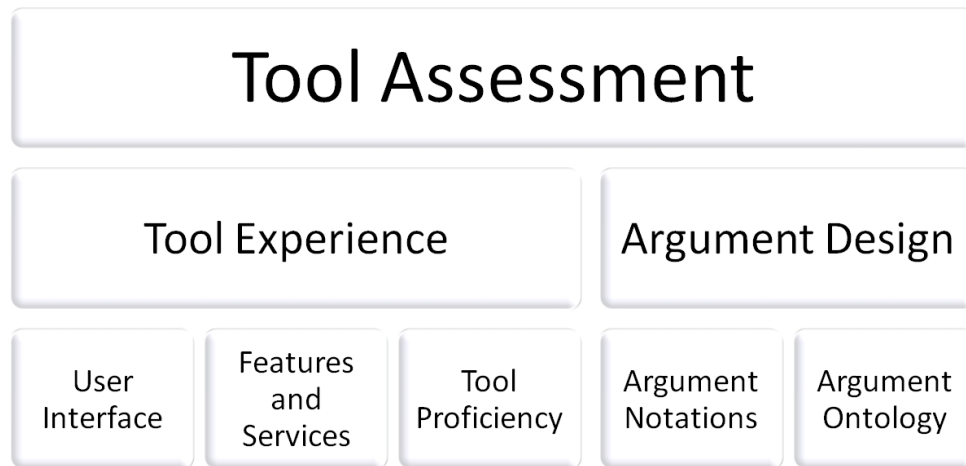 Tool Assessment
Tool Experience
Argument Design
User
Interface
Features
and
Services
Tool
Proficiency
Argument
Notations
Argument
Ontology